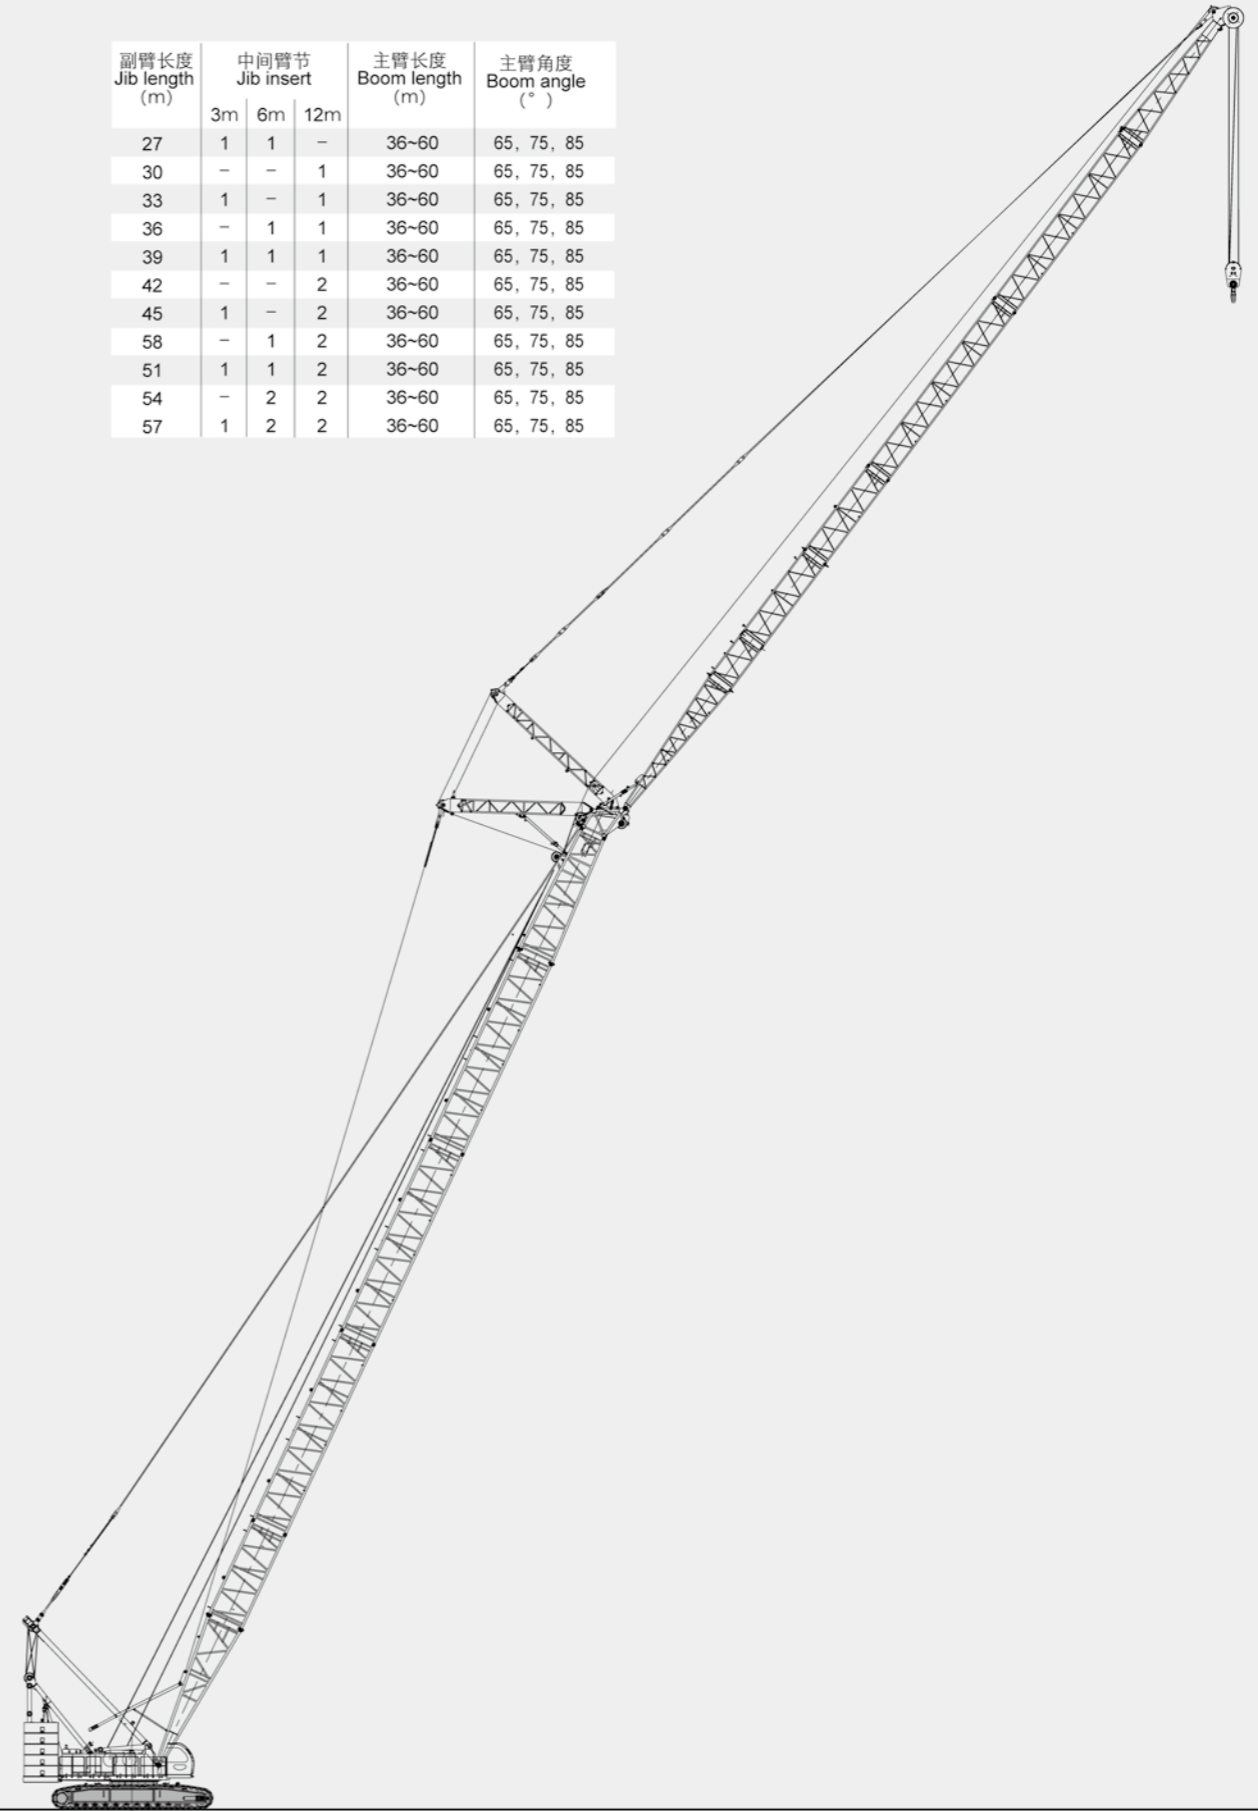 副臂长度 中间臂节 主臂长度 主臂角度
Jib length Jib insert Boom length Boom angle
(m) (m) (°)
3m 6m 12m
27 1 1 – 36~60 65, 75, 85
30 – – 1 36~60 65, 75, 85
33 1 – 1 36~60 65, 75, 85
36 – 1 1 36~60 65, 75, 85
39 1 1 1 36~60 65, 75, 85
42 – – 2 36~60 65, 75, 85
45 1 – 2 36~60 65, 75, 85
58 – 1 2 36~60 65, 75, 85
51 1 1 2 36~60 65, 75, 85
54 – 2 2 36~60 65, 75, 85
57 1 2 2 36~60 65, 75, 85